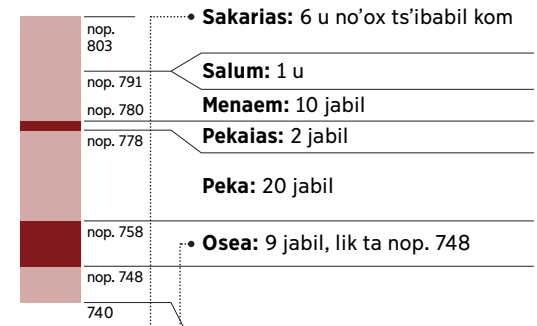 nop.
803
Sakarias: 6 u no’ox ts’ibabil kom
nop. 791
Salum: 1 u
nop. 780
Menaem: 10 jabil
nop. 778
Pekaias: 2 jabil
Peka: 20 jabil
nop. 758
Osea: 9 jabil, lik ta nop. 748
nop. 748
740